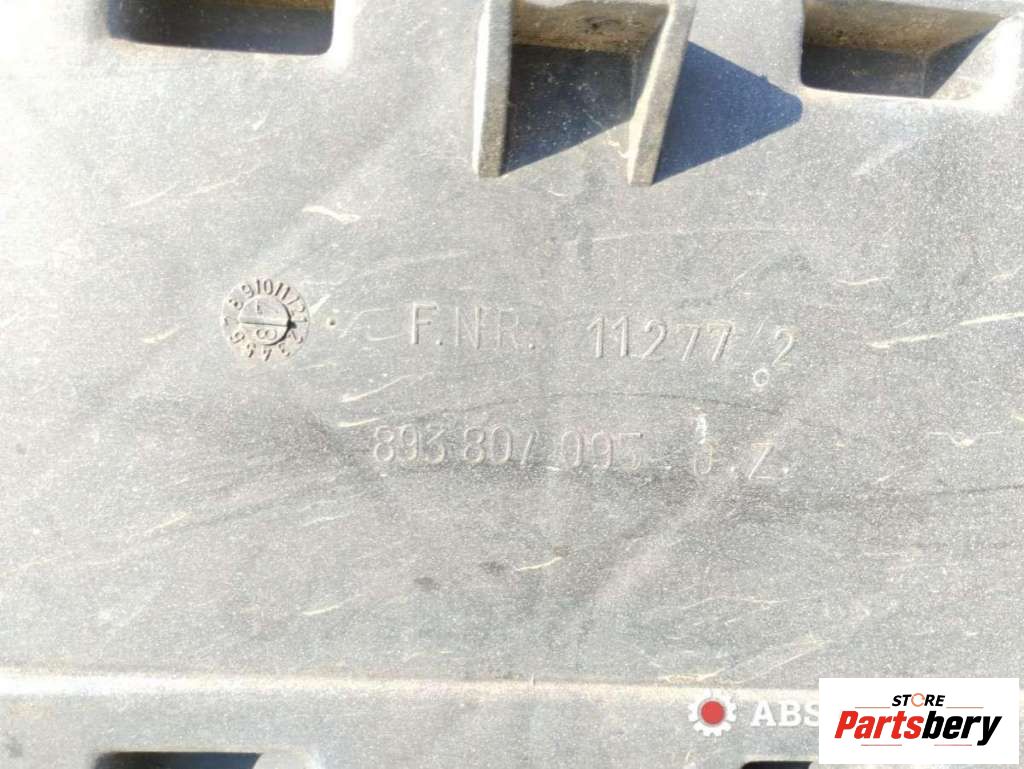 F.NR. 11277/2
893 807 095 . Z.
ABS
STORE
Partsbery